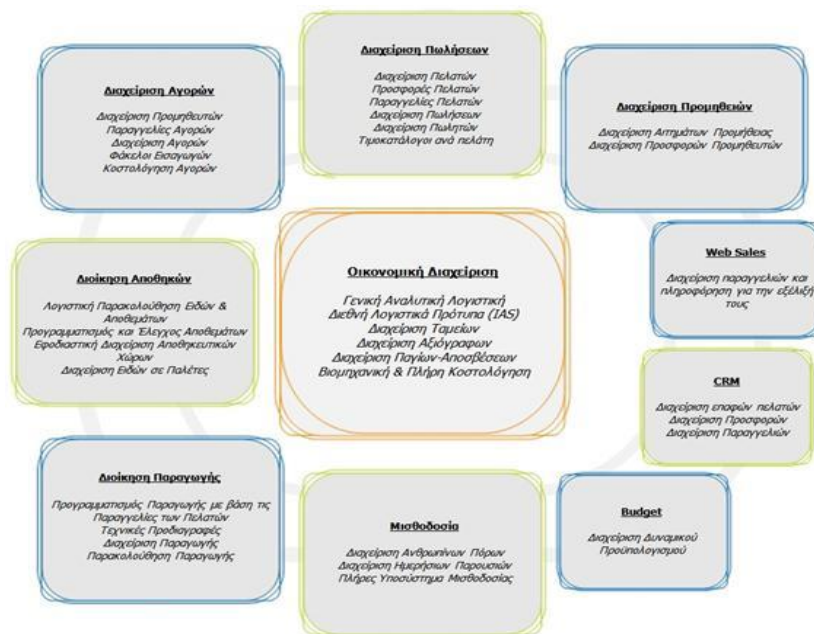 Διαχείριση Αγορών
Διαχείριση Προμηθευτών
Παραγγελίες Αγορών
Διαχείριση Αγορών
Φάκελοι Εισαγωγών
Κοστολόγηση Αγορών
Διαχείριση Πωλήσεων
Διαχείριση Πελατών
Προσφορές Πελατών
Παραγγελίες Πελατών
Διαχείριση Πωλήσεων
Διαχείριση Πωλητών
Τιμοκατάλογοι ανά πελάτη
Διαχείριση Προμηθειών
Διαχείριση Αιτημάτων Προμήθειας
Διαχείριση Προσφορών Προμηθευτών
Διοίκηση Αποθηκών
Λογιστική Παρακολούθηση Ειδών &
Αποθεμάτων
Προγραμματισμός και Έλεγχος Αποθεμάτων
Εφοδιαστική Διαχείριση Αποθηκευτικών
Χώρων
Διαχείριση Ειδών σε Παλέτες
Οικονομική Διαχείριση
Γενική Αναλυτική Λογιστική
Διεθνή Λογιστικά Πρότυπα (IAS)
Διαχείριση Ταμείων
Διαχείριση Αξιόγραφων
Διαχείριση Παγίων-Αποσβέσεων
Βιομηχανική & Πλήρη Κοστολόγηση
Web Sales
Διαχείριση παραγγελιών και
πληροφόρηση για την εξέλιξή
τους
CRM
Διαχείριση επαφών πελατών
Διαχείριση Προσφορών
Διαχείριση Παραγγελιών
Διοίκηση Παραγωγής
Προγραμματισμός Παραγωγής με βάση τις
Παραγγελίες των Πελατών
Τεχνικές Προδιαγραφές
Διαχείριση Παραγωγής
Παρακολούθηση Παραγωγής
Μισθοδοσία
Διαχείριση Ανθρωπίνων Πόρων
Διαχείριση Ημερήσιων Παρουσιών
Πλήρες Υποσύστημα Μισθοδοσίας
Budget
Διαχείριση Δυναμικού
Προϋπολογισμού